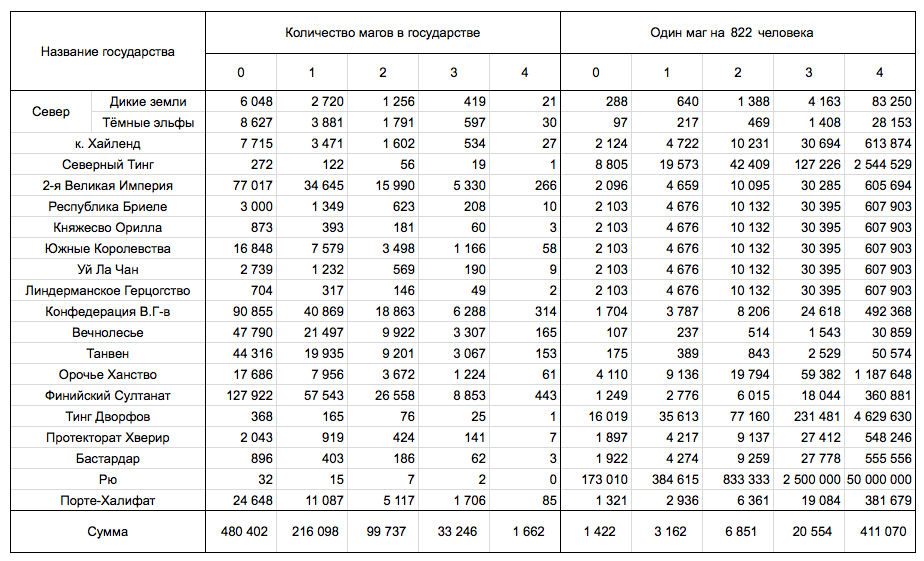 Название государства Количество магов в государстве Один маг на 822 человека
0 1 2 3 4 0 1 2 3 4
Север Дикие земли 6 048 2 720 1 256 419 21 288 640 1 388 4 163 83 250
Тёмные эльфы 8 627 3 881 1 791 597 30 97 217 469 1 408 28 153
к. Хайленд 7 715 3 471 1 602 534 27 2 124 4 722 10 231 30 694 613 874
Северный Тинг 272 122 56 19 1 8 805 19 573 42 409 127 226 2 544 529
2-я Великая Империя 77 017 34 645 15 990 5 330 266 2 096 4 659 10 095 30 285 605 694
Республика Бриеле 3 000 1 349 623 208 10 2 103 4 676 10 132 30 395 607 903
Княжесво Орилла 873 393 181 60 3 2 103 4 676 10 132 30 395 607 903
Южные Королевства 16 848 7 579 3 498 1 166 58 2 103 4 676 10 132 30 395 607 903
Уй Ла Чан 2 739 1 232 569 190 9 2 103 4 676 10 132 30 395 607 903
Линдерманское Герцогство 704 317 146 49 2 2 103 4 676 10 132 30 395 607 903
Конфедерация В.Г-в 90 855 40 869 18 863 6 288 314 1 704 3 787 8 206 24 618 492 368
Вечнолесье 47 790 21 497 9 922 3 307 165 107 237 514 1 543 30 859
Танвен 44 316 19 935 9 201 3 067 153 175 389 843 2 529 50 574
Орочье Ханство 17 686 7 956 3 672 1 224 61 4 110 9 136 19 794 59 382 1 187 648
Финийский Султанат 127 922 57 543 26 558 8 853 443 1 249 2 776 6 015 18 044 360 881
Тинг Дворфов 368 165 76 25 1 16 019 35 613 77 160 231 481 4 629 630
Протекторат Хверир 2 043 919 424 141 7 1 897 4 217 9 137 27 412 548 246
Бастардар 896 403 186 62 3 1 922 4 274 9 259 27 778 555 556
Рю 32 15 7 2 0 173 010 384 615 833 333 2 500 000 50 000 000
Порте-Халифат 24 648 11 087 5 117 1 706 85 1 321 2 936 6 361 19 084 381 679
Сумма 480 402 216 098 99 737 33 246 1 662 1 422 3 162 6 851 20 554 411 070